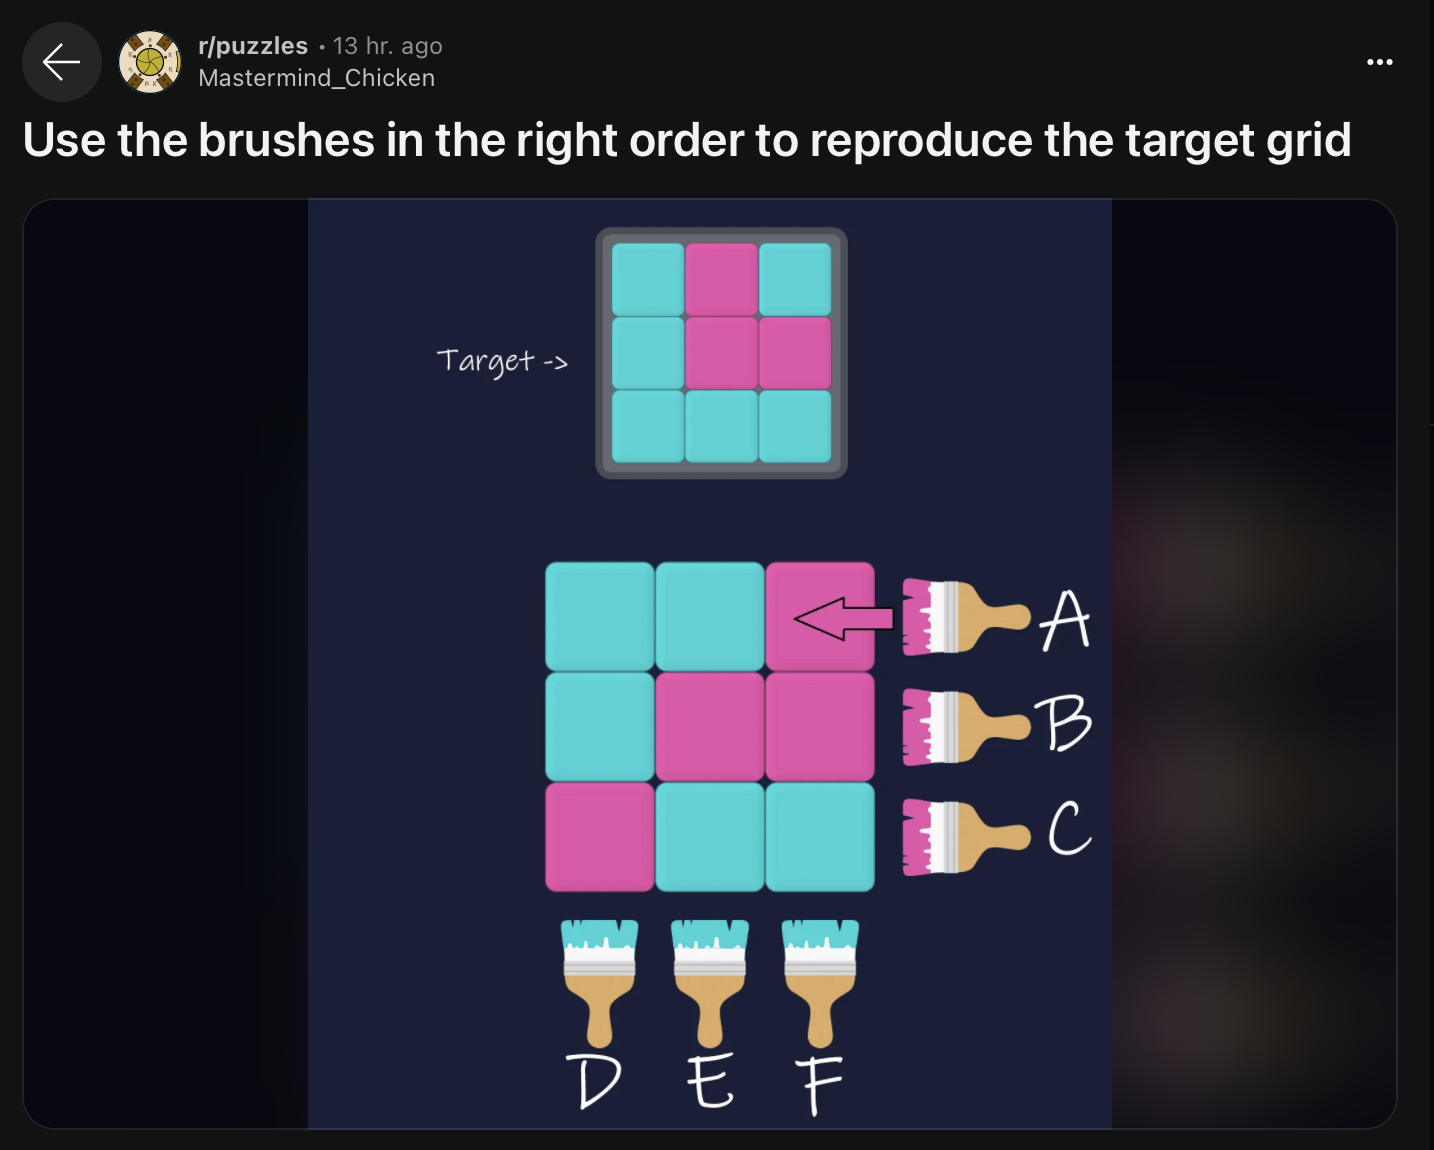 r/puzzles • 13 hr. ago
Mastermind_Chicken
Use the brushes in the right order to reproduce the target grid
Target ->
A
B
C
D E F